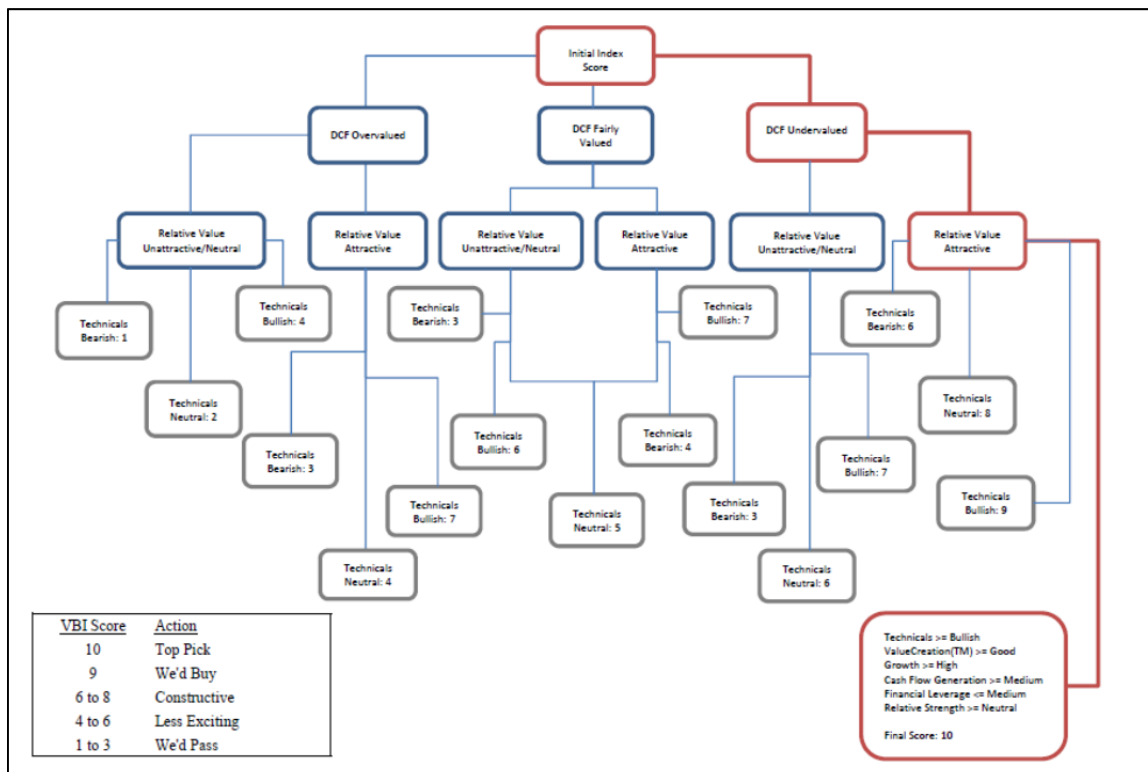 Initial Index
Score
DCF Overvalued
DCF Fairly
Valued
DCF Undervalued
Relative Value
Unattractive/Neutral
Relative Value
Attractive
Relative Value
Unattractive/Neutral
Relative Value
Attractive
Relative Value
Unattractive/Neutral
Relative Value
Attractive
Technicals
Bearish: 1
Technicals
Bullish: 4
Technicals
Bearish: 3
Technicals
Bullish: 7
Technicals
Bearish: 6
Technicals
Neutral: 2
Technicals
Bearish: 3
Technicals
Bullish: 6
Technicals
Bearish: 4
Technicals
Bullish: 7
Technicals
Neutral: 8
Technicals
Bullish: 7
Technicals
Neutral: 5
Technicals
Bearish: 3
Technicals
Bullish: 9
Technicals
Neutral: 4
Technicals
Neutral: 6
VBI Score Action
10 Top Pick
9 We'd Buy
6 to 8 Constructive
4 to 6 Less Exciting
1 to 3 We'd Pass
Technicals >= Bullish
ValueCreation(TM) >= Good
Growth >= High
Cash Flow Generation >= Medium
Financial Leverage <= Medium
Relative Strength >= Neutral
Final Score: 10